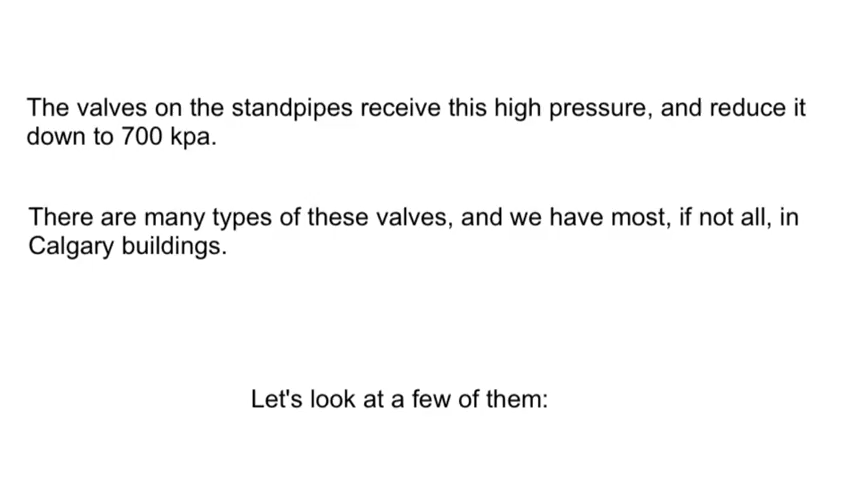 The valves on the standpipes receive this high pressure, and reduce it
down to 700 kpa.
There are many types of these valves, and we have most, if not all, in
Calgary buildings.
Let's look at a few of them: